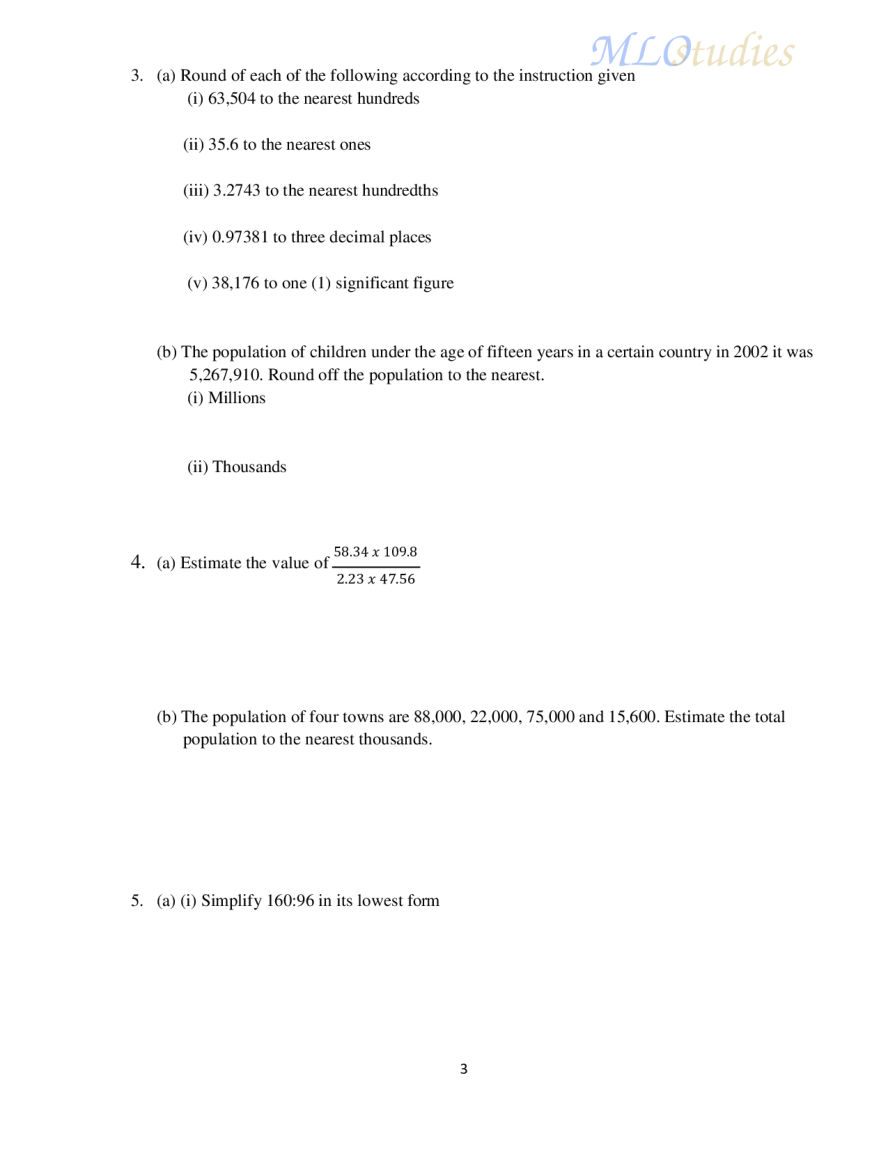 MLOtudies
3. (a) Round of each of the following according to the instruction given
(i) 63,504 to the nearest hundreds
(ii) 35.6 to the nearest ones
(iii) 3.2743 to the nearest hundredths
(iv) 0.97381 to three decimal places
(v) 38,176 to one (1) significant figure
(b) The population of children under the age of fifteen years in a certain country in 2002 it was
5,267,910. Round off the population to the nearest.
(i) Millions
(ii) Thousands
4. (a) Estimate the value of 58.34 x 109.8 / 2.23 x 47.56
(b) The population of four towns are 88,000, 22,000, 75,000 and 15,600. Estimate the total
population to the nearest thousands.
5. (a) (i) Simplify 160:96 in its lowest form
3